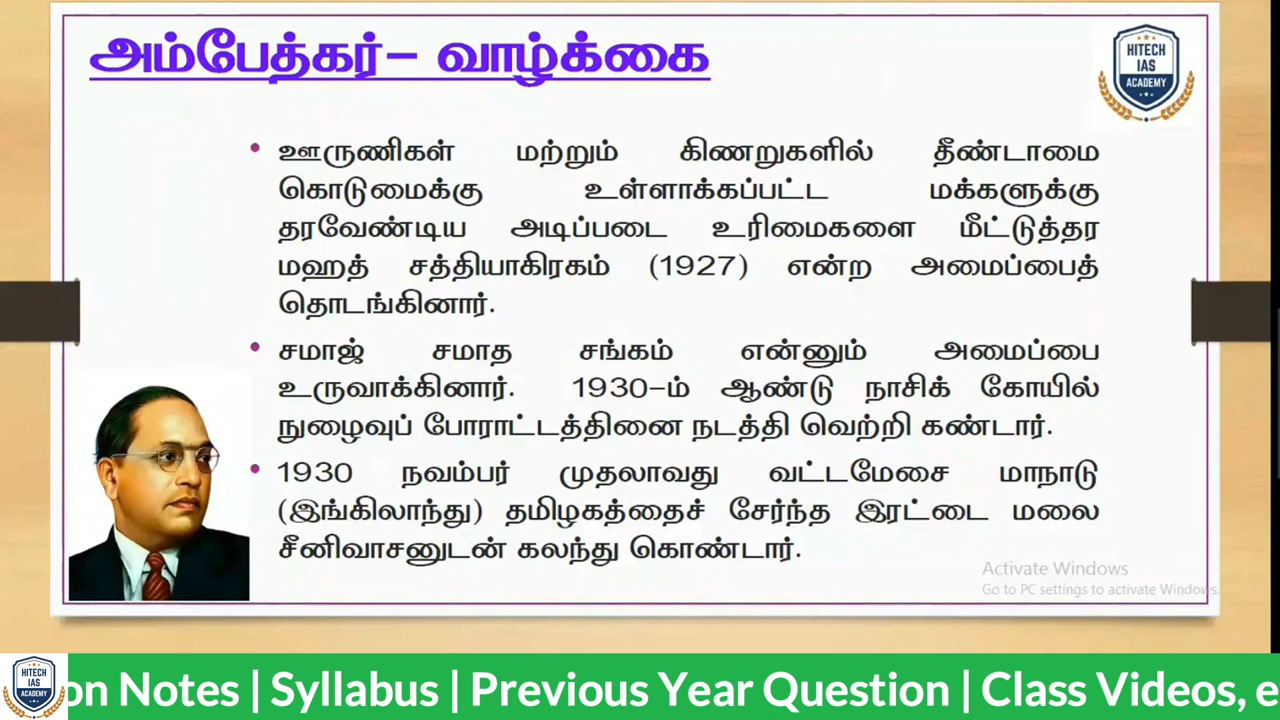 அம்பேத்கர்– வாழ்க்கை
HITECH
IAS
ACADEMY
• ஊருணிகள் மற்றும் கிணறுகளில் தீண்டாமை
கொடுமைக்கு உள்ளாக்கப்பட்ட மக்களுக்கு
தரவேண்டிய அடிப்படை உரிமைகளை மீட்டுத்தர
மஹத் சத்தியாகிரகம் (1927) என்ற அமைப்பைத்
தொடங்கினார்.
• சமாஜ் சமாத சங்கம் என்னும் அமைப்பை
உருவாக்கினார். 1930–ம் ஆண்டு நாசிக் கோயில்
நுழைவுப் போராட்டத்தினை நடத்தி வெற்றி கண்டார்.
• 1930 நவம்பர் முதலாவது வட்டமேசை மாநாடு
(இங்கிலாந்து) தமிழகத்தைச் சேர்ந்த இரட்டை மலை
சீனிவாசனுடன் கலந்து கொண்டார்.
Activate Windows
Go to PC settings to activate Windows.
HITECH
IAS
ACADEMY
on Notes | Syllabus | Previous Year Question | Class Videos, e